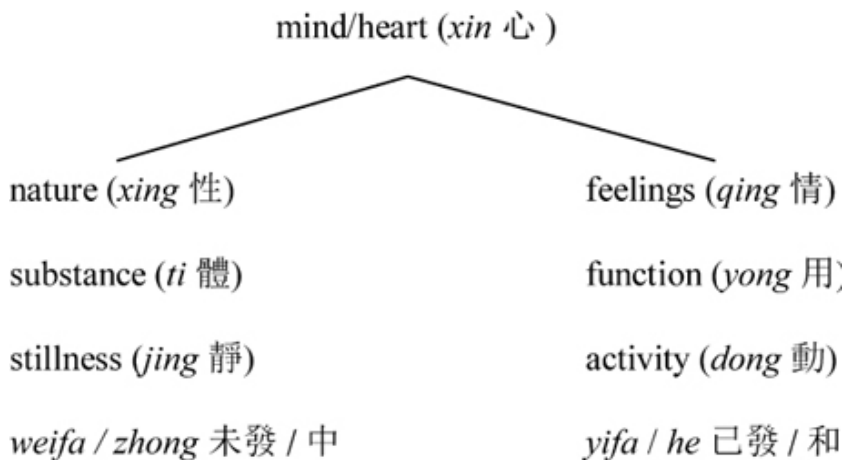 mind/heart (xin 心 )
nature (xing 性)
feelings (qing 情)
substance (ti 體)
function (yong 用)
stillness (jing 靜)
activity (dong 動)
weifa / zhong 未發 / 中
yifa / he 已發 / 和